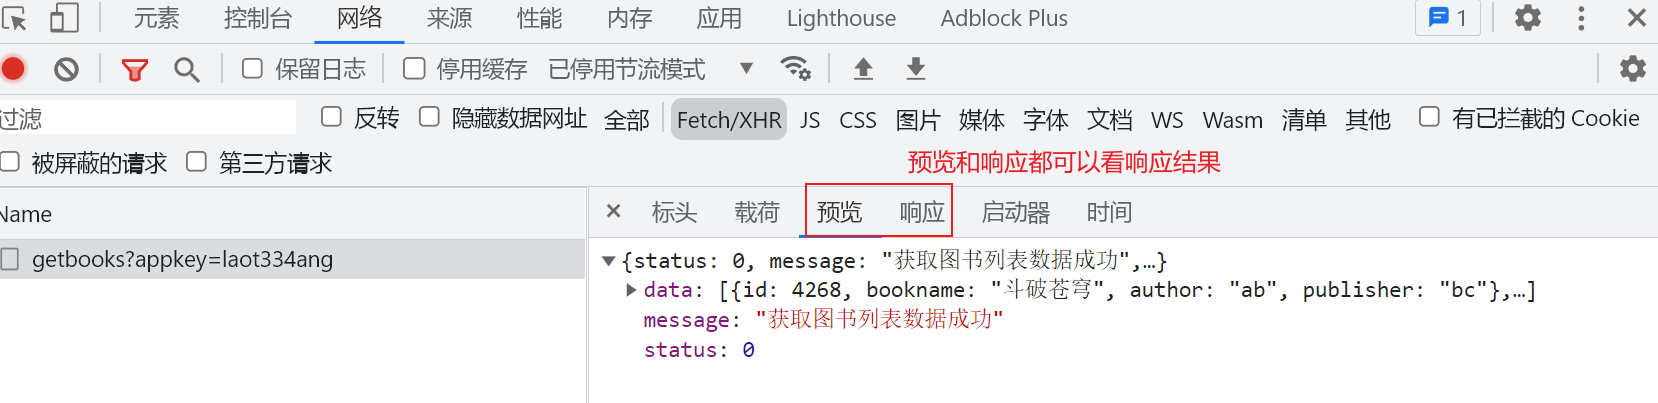 元素 控制台 网络 来源 性能 内存 应用 Lighthouse Adblock Plus 1
保留日志 停用缓存 已停用节流模式
过滤 反转 隐藏数据网址 全部 Fetch/XHR JS CSS 图片 媒体 字体 文档 WS Wasm 清单 其他 有已拦截的 Cookie
被屏蔽的请求 第三方请求 预览和响应都可以看响应结果
Name 标头 载荷 预览 响应 启动器 时间
getbooks?appkey=laot334ang {status: 0, message: "获取图书列表数据成功",…}
data: [{id: 4268, bookname: "斗破苍穹", author: "ab", publisher: "bc"},…]
message: "获取图书列表数据成功"
status: 0